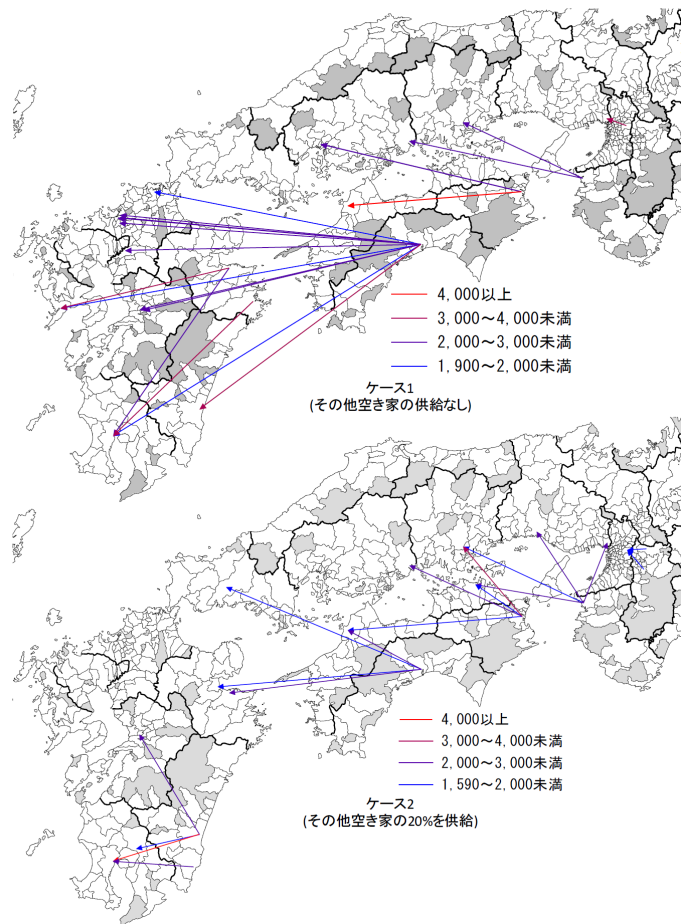 4,000以上
3,000～4,000未満
2,000～3,000未満
1,900～2,000未満
ケース1
(その他空き家の供給なし)
4,000以上
3,000～4,000未満
2,000～3,000未満
1,590～2,000未満
ケース2
(その他空き家の20%を供給)